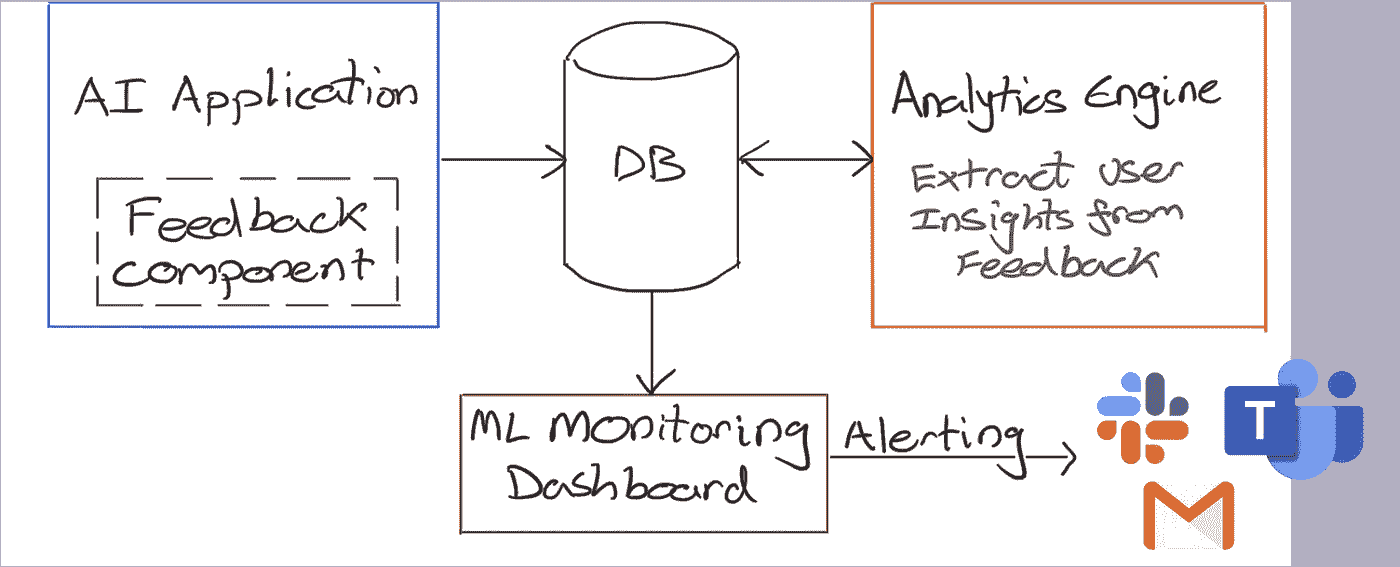 AI Application
Feedback
component
DB
Analytics Engine
Extract user
Insights from
Feedback
ML Monitoring
Dashboard
Alerting
T